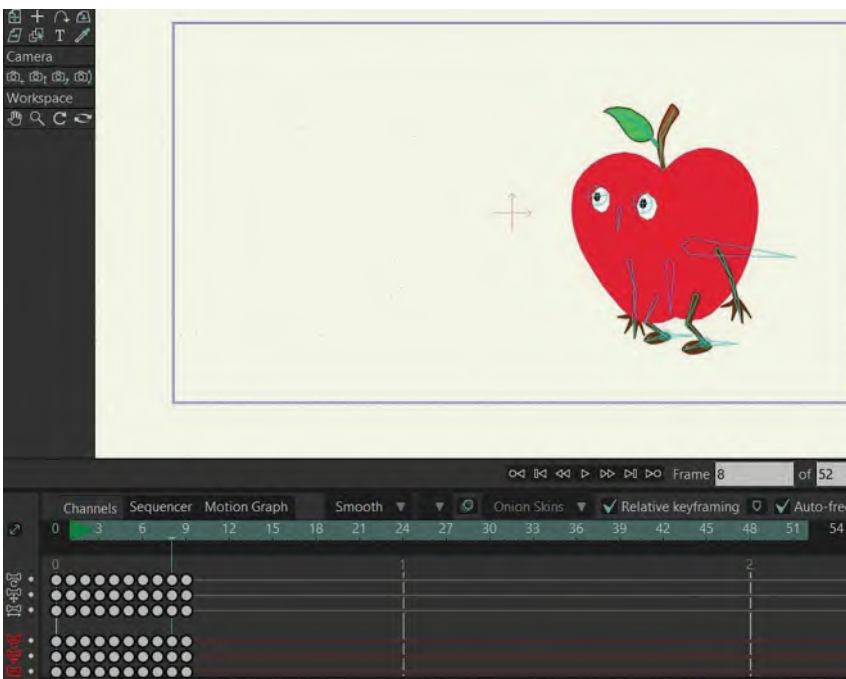 T
Camera
Workspace
Frame 8 of 52
Channels Sequencer Motion Graph Smooth Onion Skins Relative keyframing Auto-fre
0 3 6 9 12 15 18 21 24 27 30 33 36 39 42 45 48 51 54
0 1 2